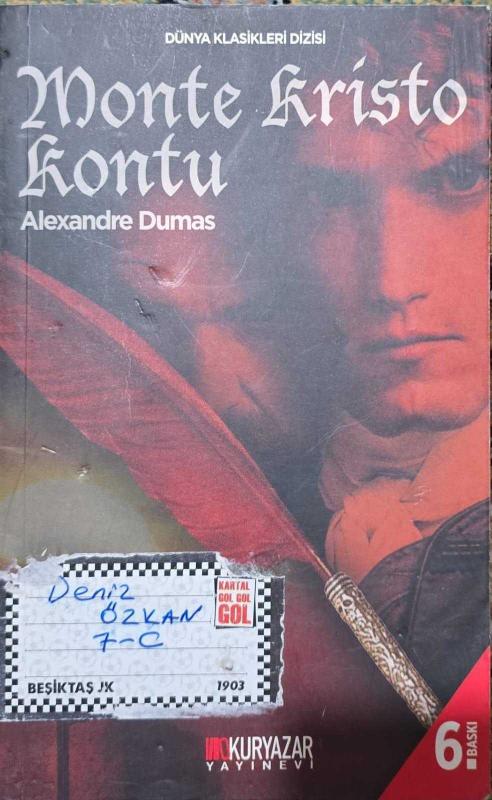 DÜNYA KLASİKLERİ DİZİSİ
Monte Kristo
Kontu
Alexandre Dumas
Deniz
ÖZKAN
7-C
KARTAL
GOL GOL
GOL
BEŞİKTAŞ JK 1903
OKURYAZAR
YAYINEVİ
6.
BASKI